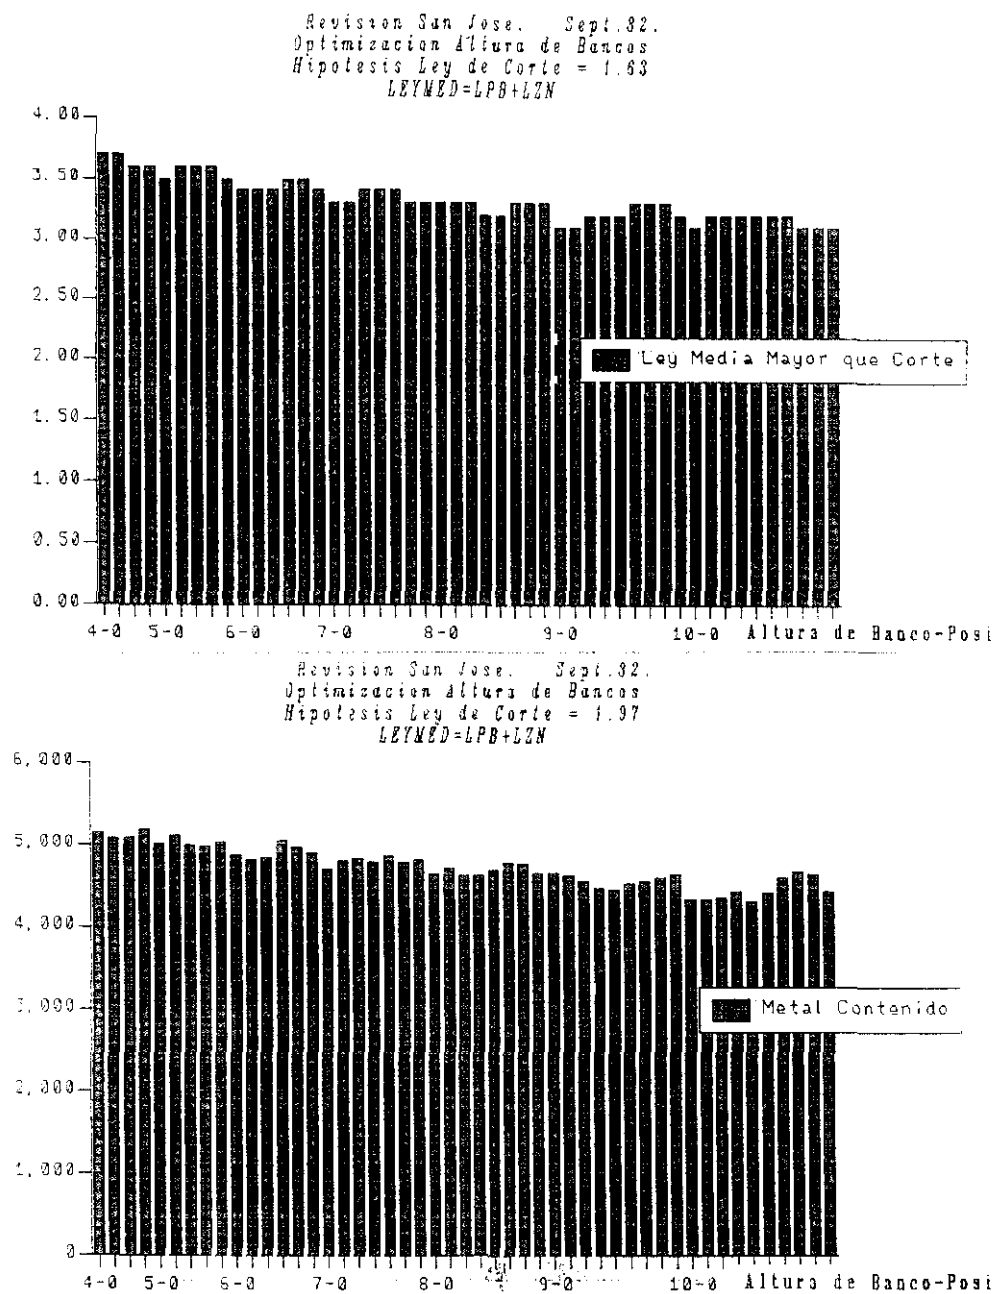 Revision San Jose. Sept.82.
Optimizacion Altura de Bancos
Hipotesis Ley de Corte = 1.63
LEYMED=LPB+LZN
4.00
3.50
3.00
2.50
2.00
1.50
1.00
0.50
0.00
Ley Media Mayor que Corte
4-0 5-0 6-0 7-0 8-0 9-0 10-0 Altura de Banco-Posi
Revision San Jose. Sept.82.
Optimizacion Altura de Bancos
Hipotesis Ley de Corte = 1.97
LEYMED=LPB+LZN
6,000
5,000
4,000
3,000
2,000
1,000
0
Metal Contenido
4-0 5-0 6-0 7-0 8-0 9-0 10-0 Altura de Banco-Posi